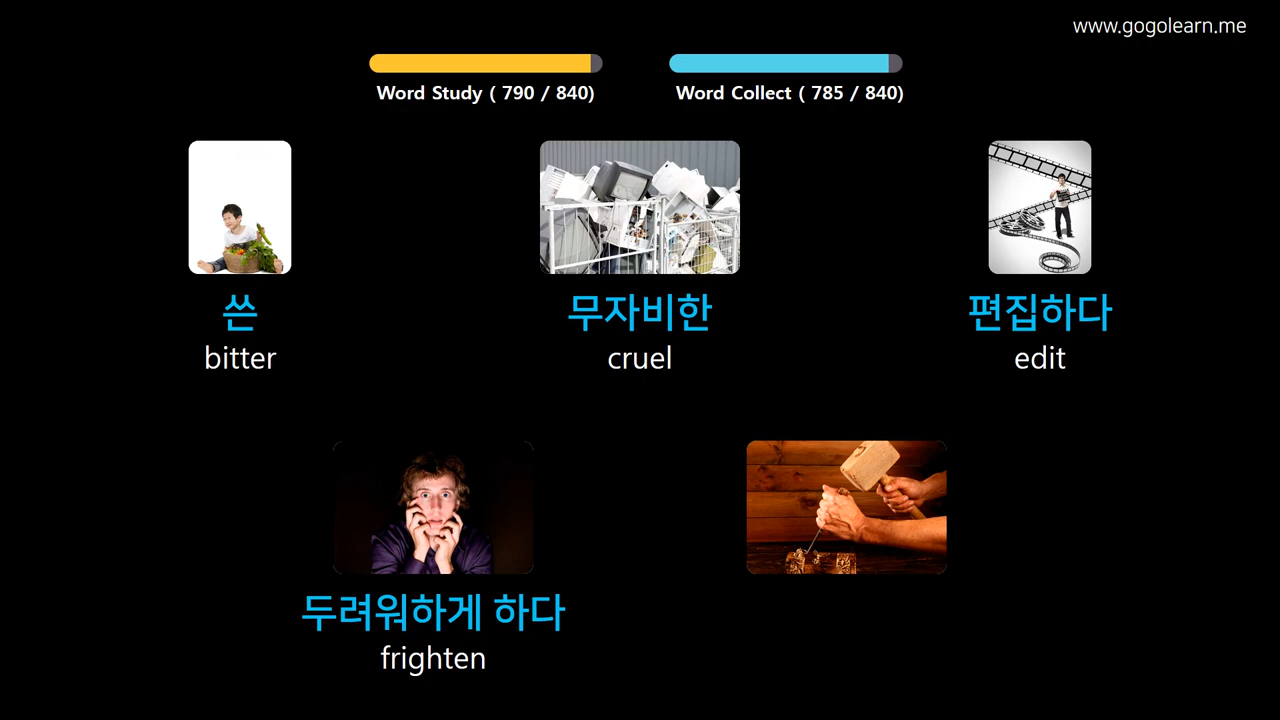 www.gogolearn.me
Word Study ( 790 / 840)
Word Collect ( 785 / 840)
쓴
bitter
무자비한
cruel
편집하다
edit
두려워하게 하다
frighten